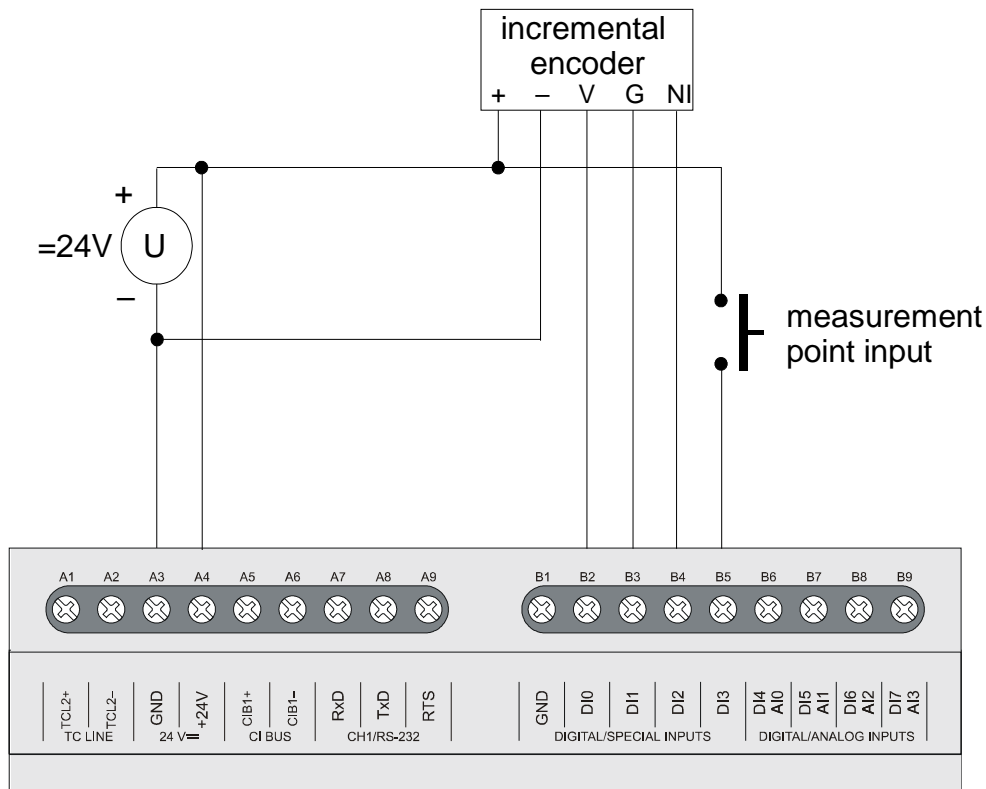 incremental
encoder
+ – V G NI
+
=24V U
–
measurement
point input
A1 A2 A3 A4 A5 A6 A7 A8 A9 B1 B2 B3 B4 B5 B6 B7 B8 B9
TCL2+ TCL2– GND +24V CIB1+ CIB1– RxD TxD RTS GND DI0 DI1 DI2 DI3 DI4 AI0 DI5 AI1 DI6 AI2 DI7 AI3
TC LINE 24 V CI BUS CH1/RS-232 DIGITAL/SPECIAL INPUTS DIGITAL/ANALOG INPUTS